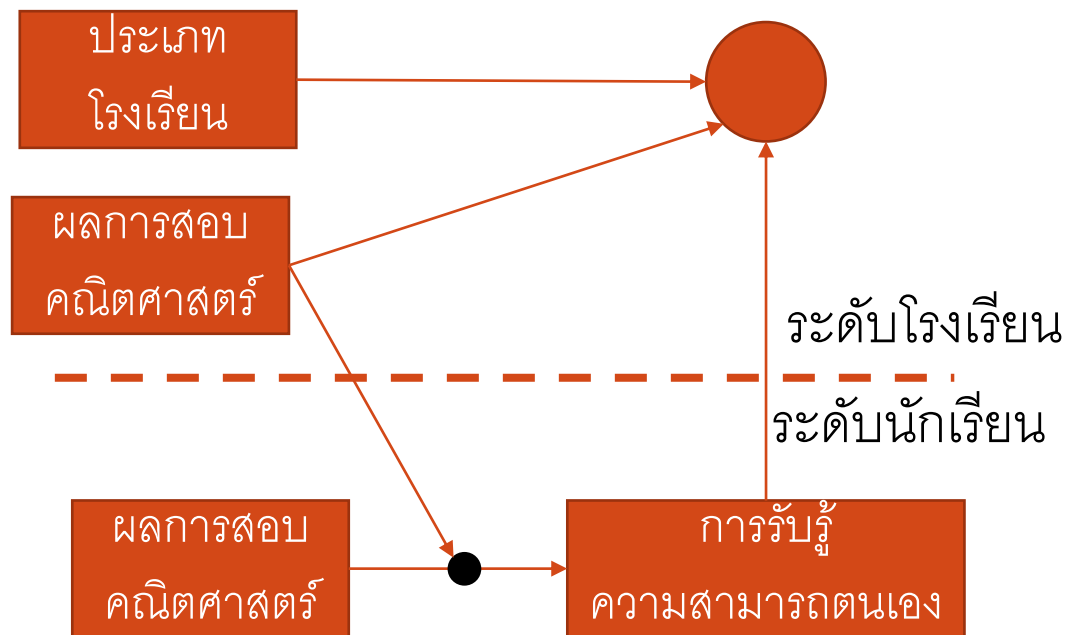 ประเภท
โรงเรียน
ผลการสอบ
คณิตศาสตร์
ระดับโรงเรียน
ระดับนักเรียน
ผลการสอบ
คณิตศาสตร์
การรับรู้
ความสามารถตนเอง